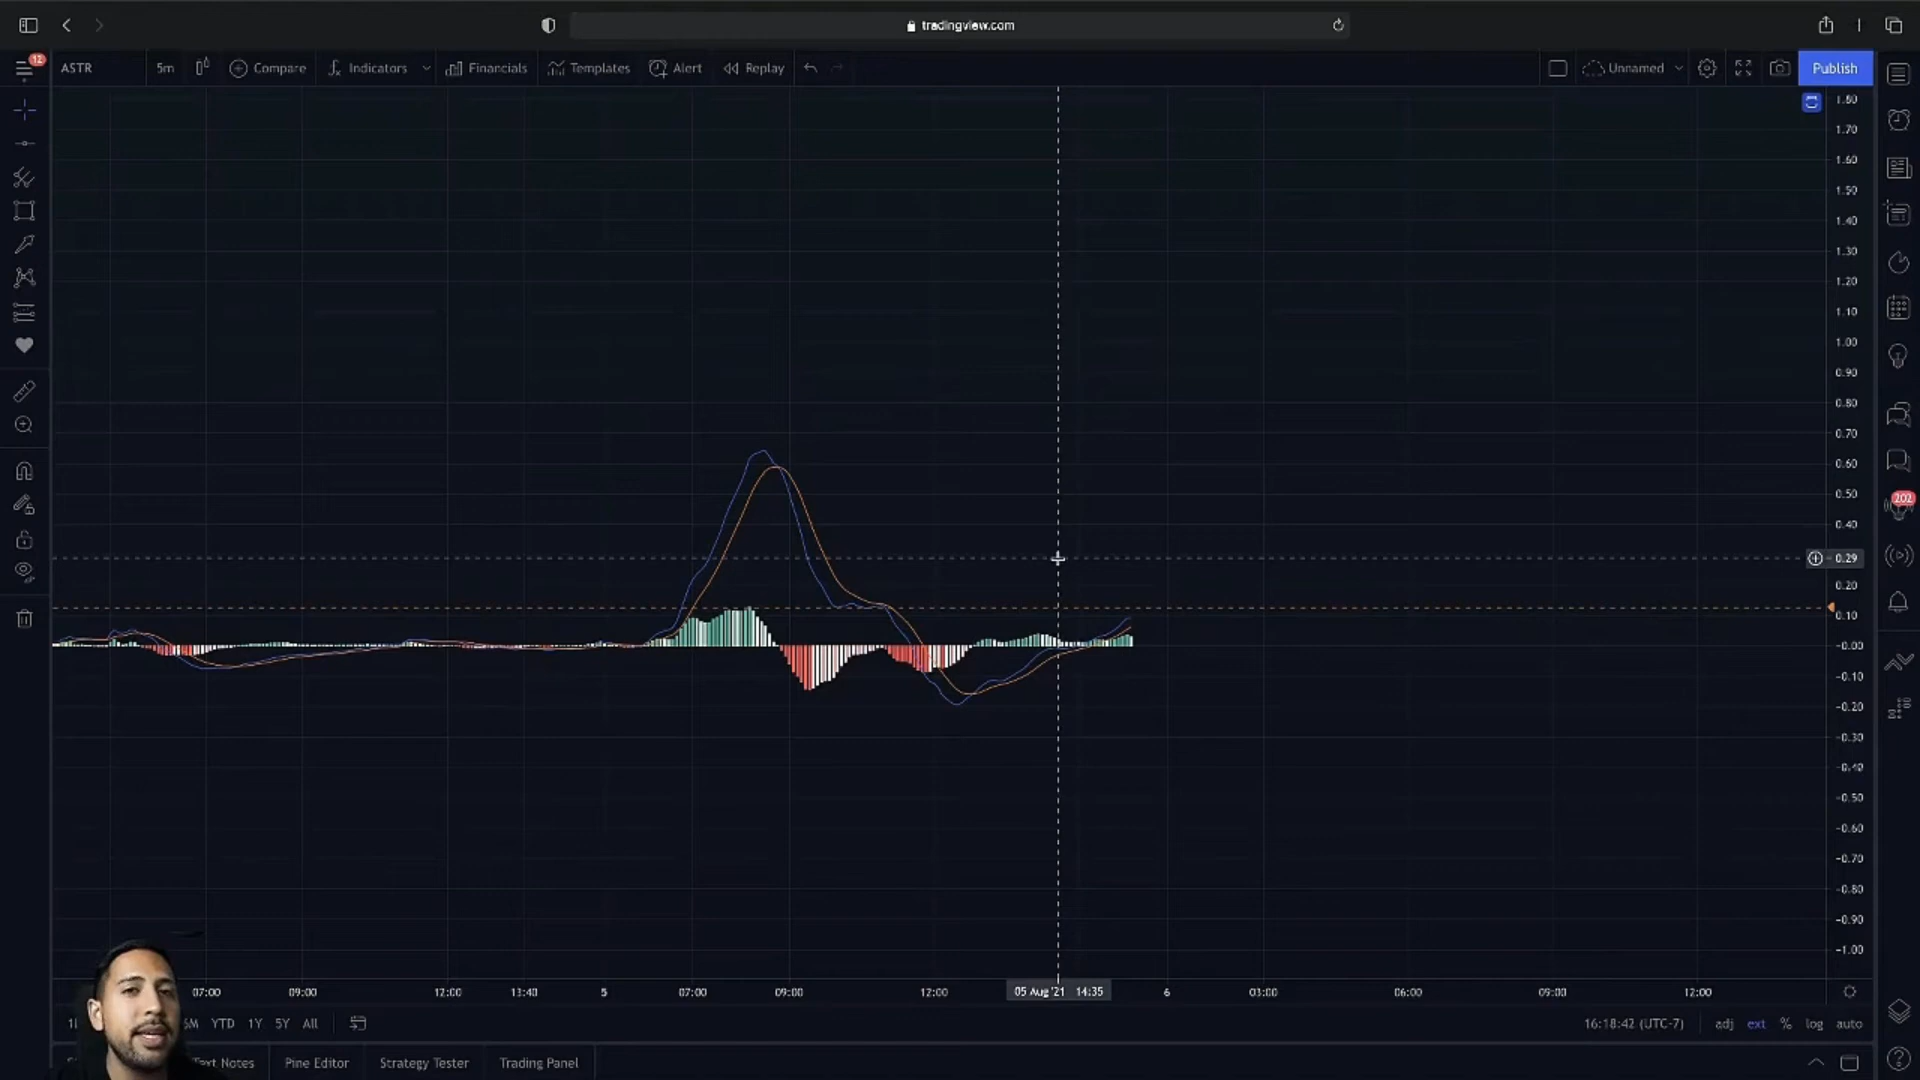 tradingview.com
12
ASTR
5m
Compare
Indicators
Financials
Templates
Alert
Replay
Unnamed
Publish
1.80
1.70
1.60
1.50
1.40
1.30
1.20
1.10
1.00
0.90
0.80
0.70
0.60
0.50
0.40
0.29
0.20
0.10
-0.00
-0.10
-0.20
-0.30
-0.40
-0.50
-0.60
-0.70
-0.80
-0.90
-1.00
202
07:00 09:00 12:00 13:40 5 07:00 09:00 12:00 05 Aug '21 14:35 6 03:00 06:00 09:00 12:00
YTD 1Y 5Y All
16:18:42 (UTC-7) adj ext % log auto
Text Notes Pine Editor Strategy Tester Trading Panel